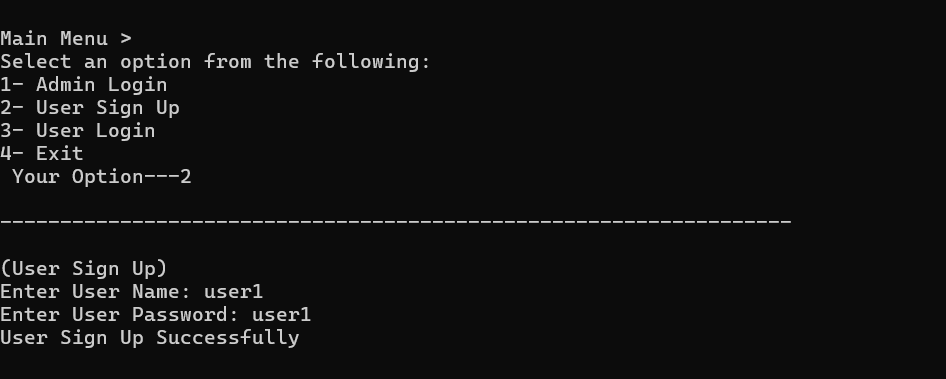 Main Menu >
Select an option from the following:
1- Admin Login
2- User Sign Up
3- User Login
4- Exit
 Your Option---2
------------------------------------------------------------------
(User Sign Up)
Enter User Name: user1
Enter User Password: user1
User Sign Up Successfully